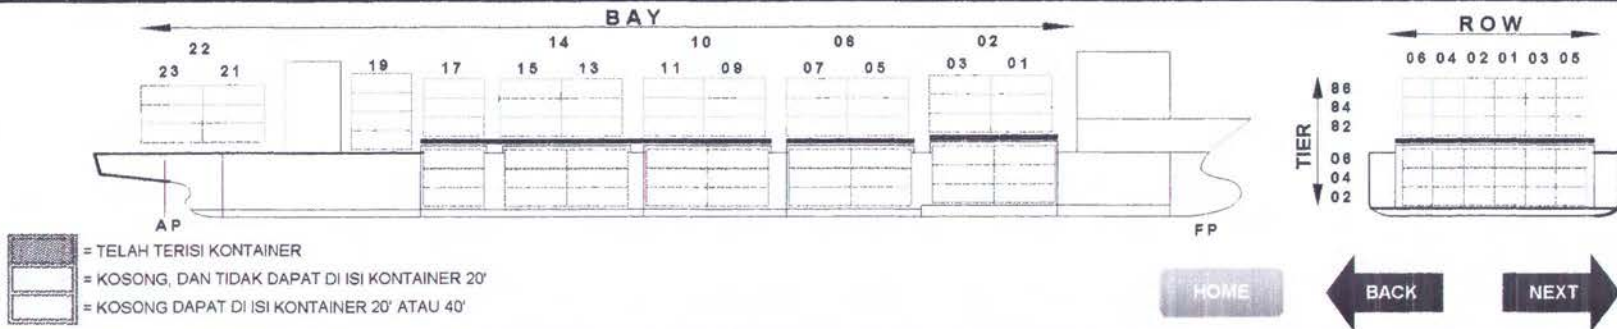 BAY
ROW
22 14 10 06 02
23 21 19 17 15 13 11 09 07 05 03 01
06 04 02 01 03 05
86
84
82
TIER
06
04
02
AP
FP
= TELAH TERISI KONTAINER
= KOSONG, DAN TIDAK DAPAT DI ISI KONTAINER 20'
= KOSONG DAPAT DI ISI KONTAINER 20' ATAU 40'
HOME
BACK
NEXT